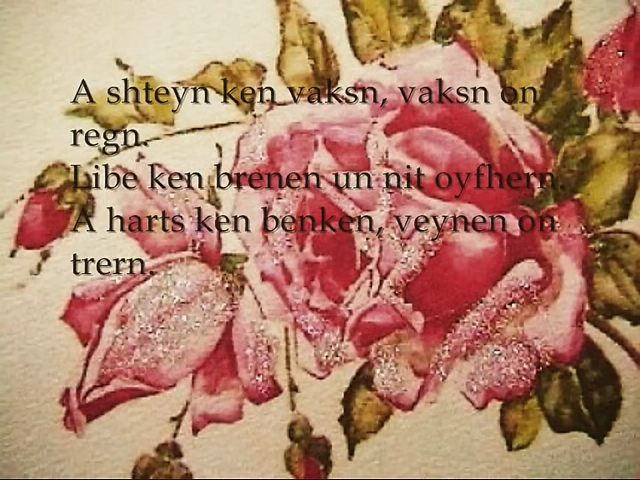 A shteyn ken vaksn, vaksn on
regn.
Libe ken brenen un nit oyfhern.
A harts ken benken, veynen on
trern.